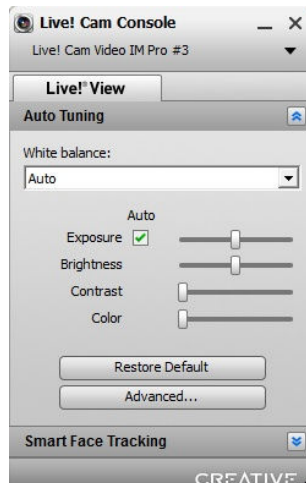 Live! Cam Console
Live! Cam Video IM Pro #3
Live!® View
Auto Tuning
White balance:
Auto
Auto
Exposure
Brightness
Contrast
Color
Restore Default
Advanced...
Smart Face Tracking
CREATIVE